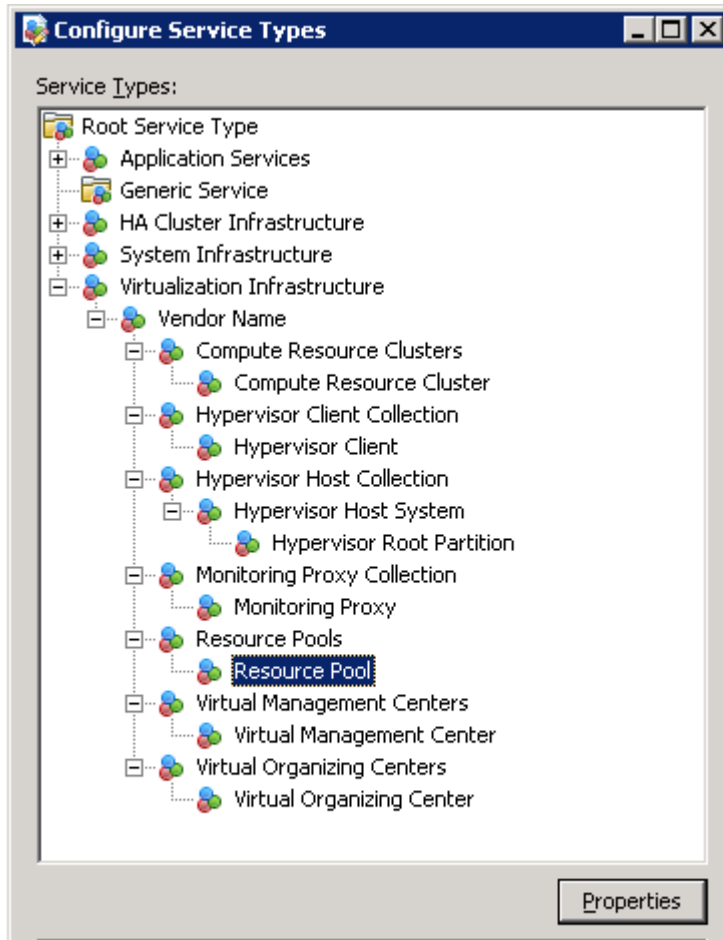 Configure Service Types
Service Types:
Root Service Type
Application Services
Generic Service
HA Cluster Infrastructure
System Infrastructure
Virtualization Infrastructure
Vendor Name
Compute Resource Clusters
Compute Resource Cluster
Hypervisor Client Collection
Hypervisor Client
Hypervisor Host Collection
Hypervisor Host System
Hypervisor Root Partition
Monitoring Proxy Collection
Monitoring Proxy
Resource Pools
Resource Pool
Virtual Management Centers
Virtual Management Center
Virtual Organizing Centers
Virtual Organizing Center
Properties